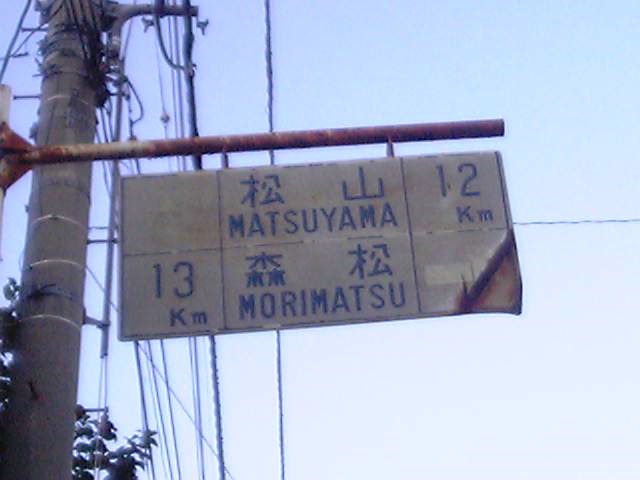 松 山
MATSUYAMA
12
Km
13
Km
森 松
MORIMATSU